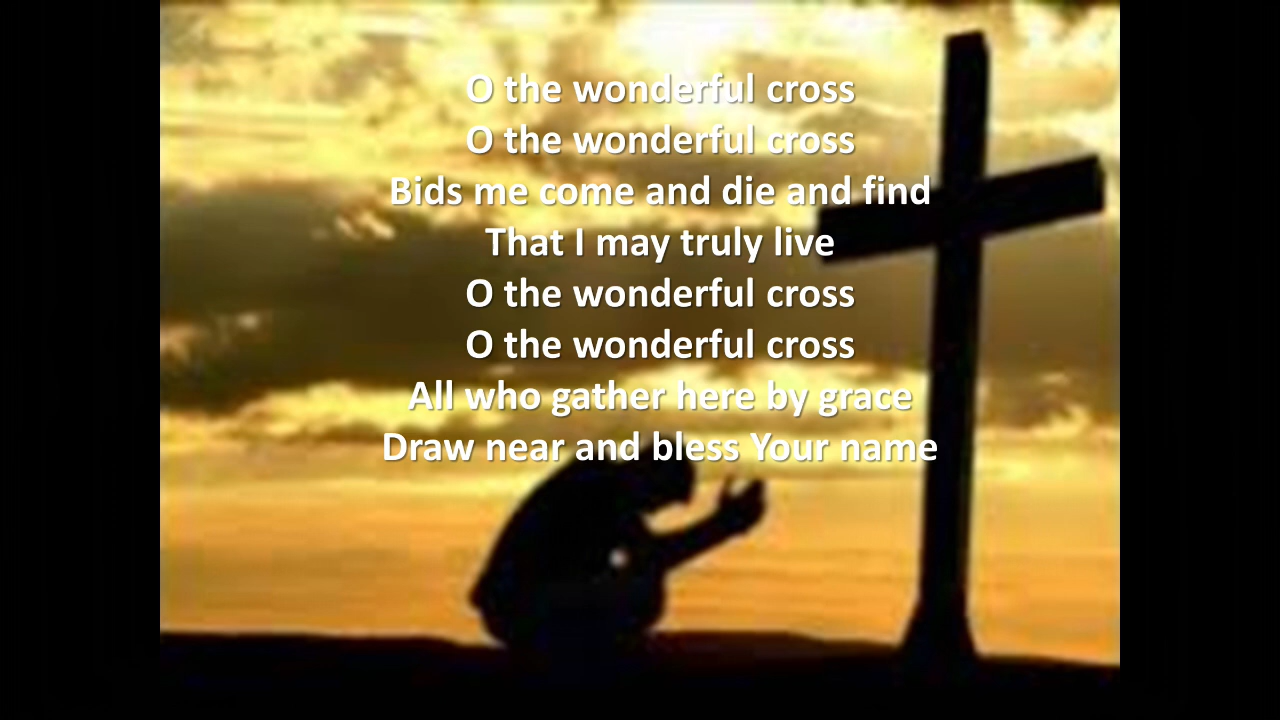 O the wonderful cross
O the wonderful cross
Bids me come and die and find
That I may truly live
O the wonderful cross
O the wonderful cross
All who gather here by grace
Draw near and bless Your name